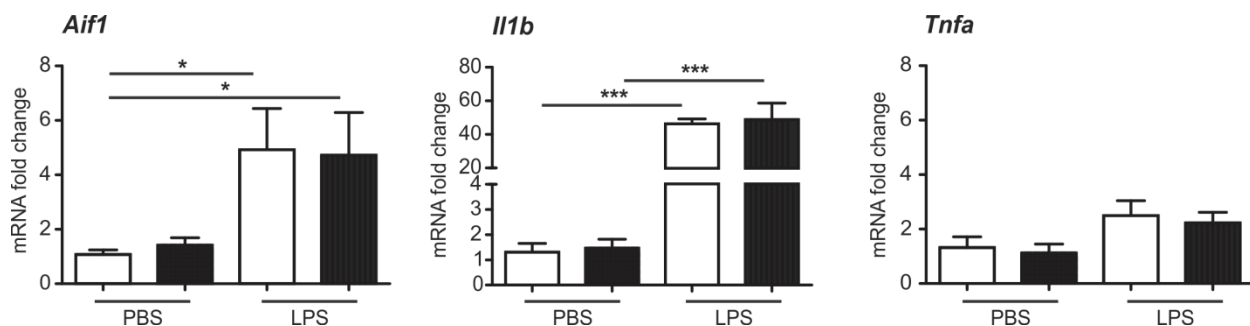 Aif1
mRNA fold change
8
6
4
2
0
*
*
PBS
LPS
Il1b
mRNA fold change
80
60
40
20
4
3
2
1
0
***
***
PBS
LPS
Tnfa
mRNA fold change
8
6
4
2
0
PBS
LPS